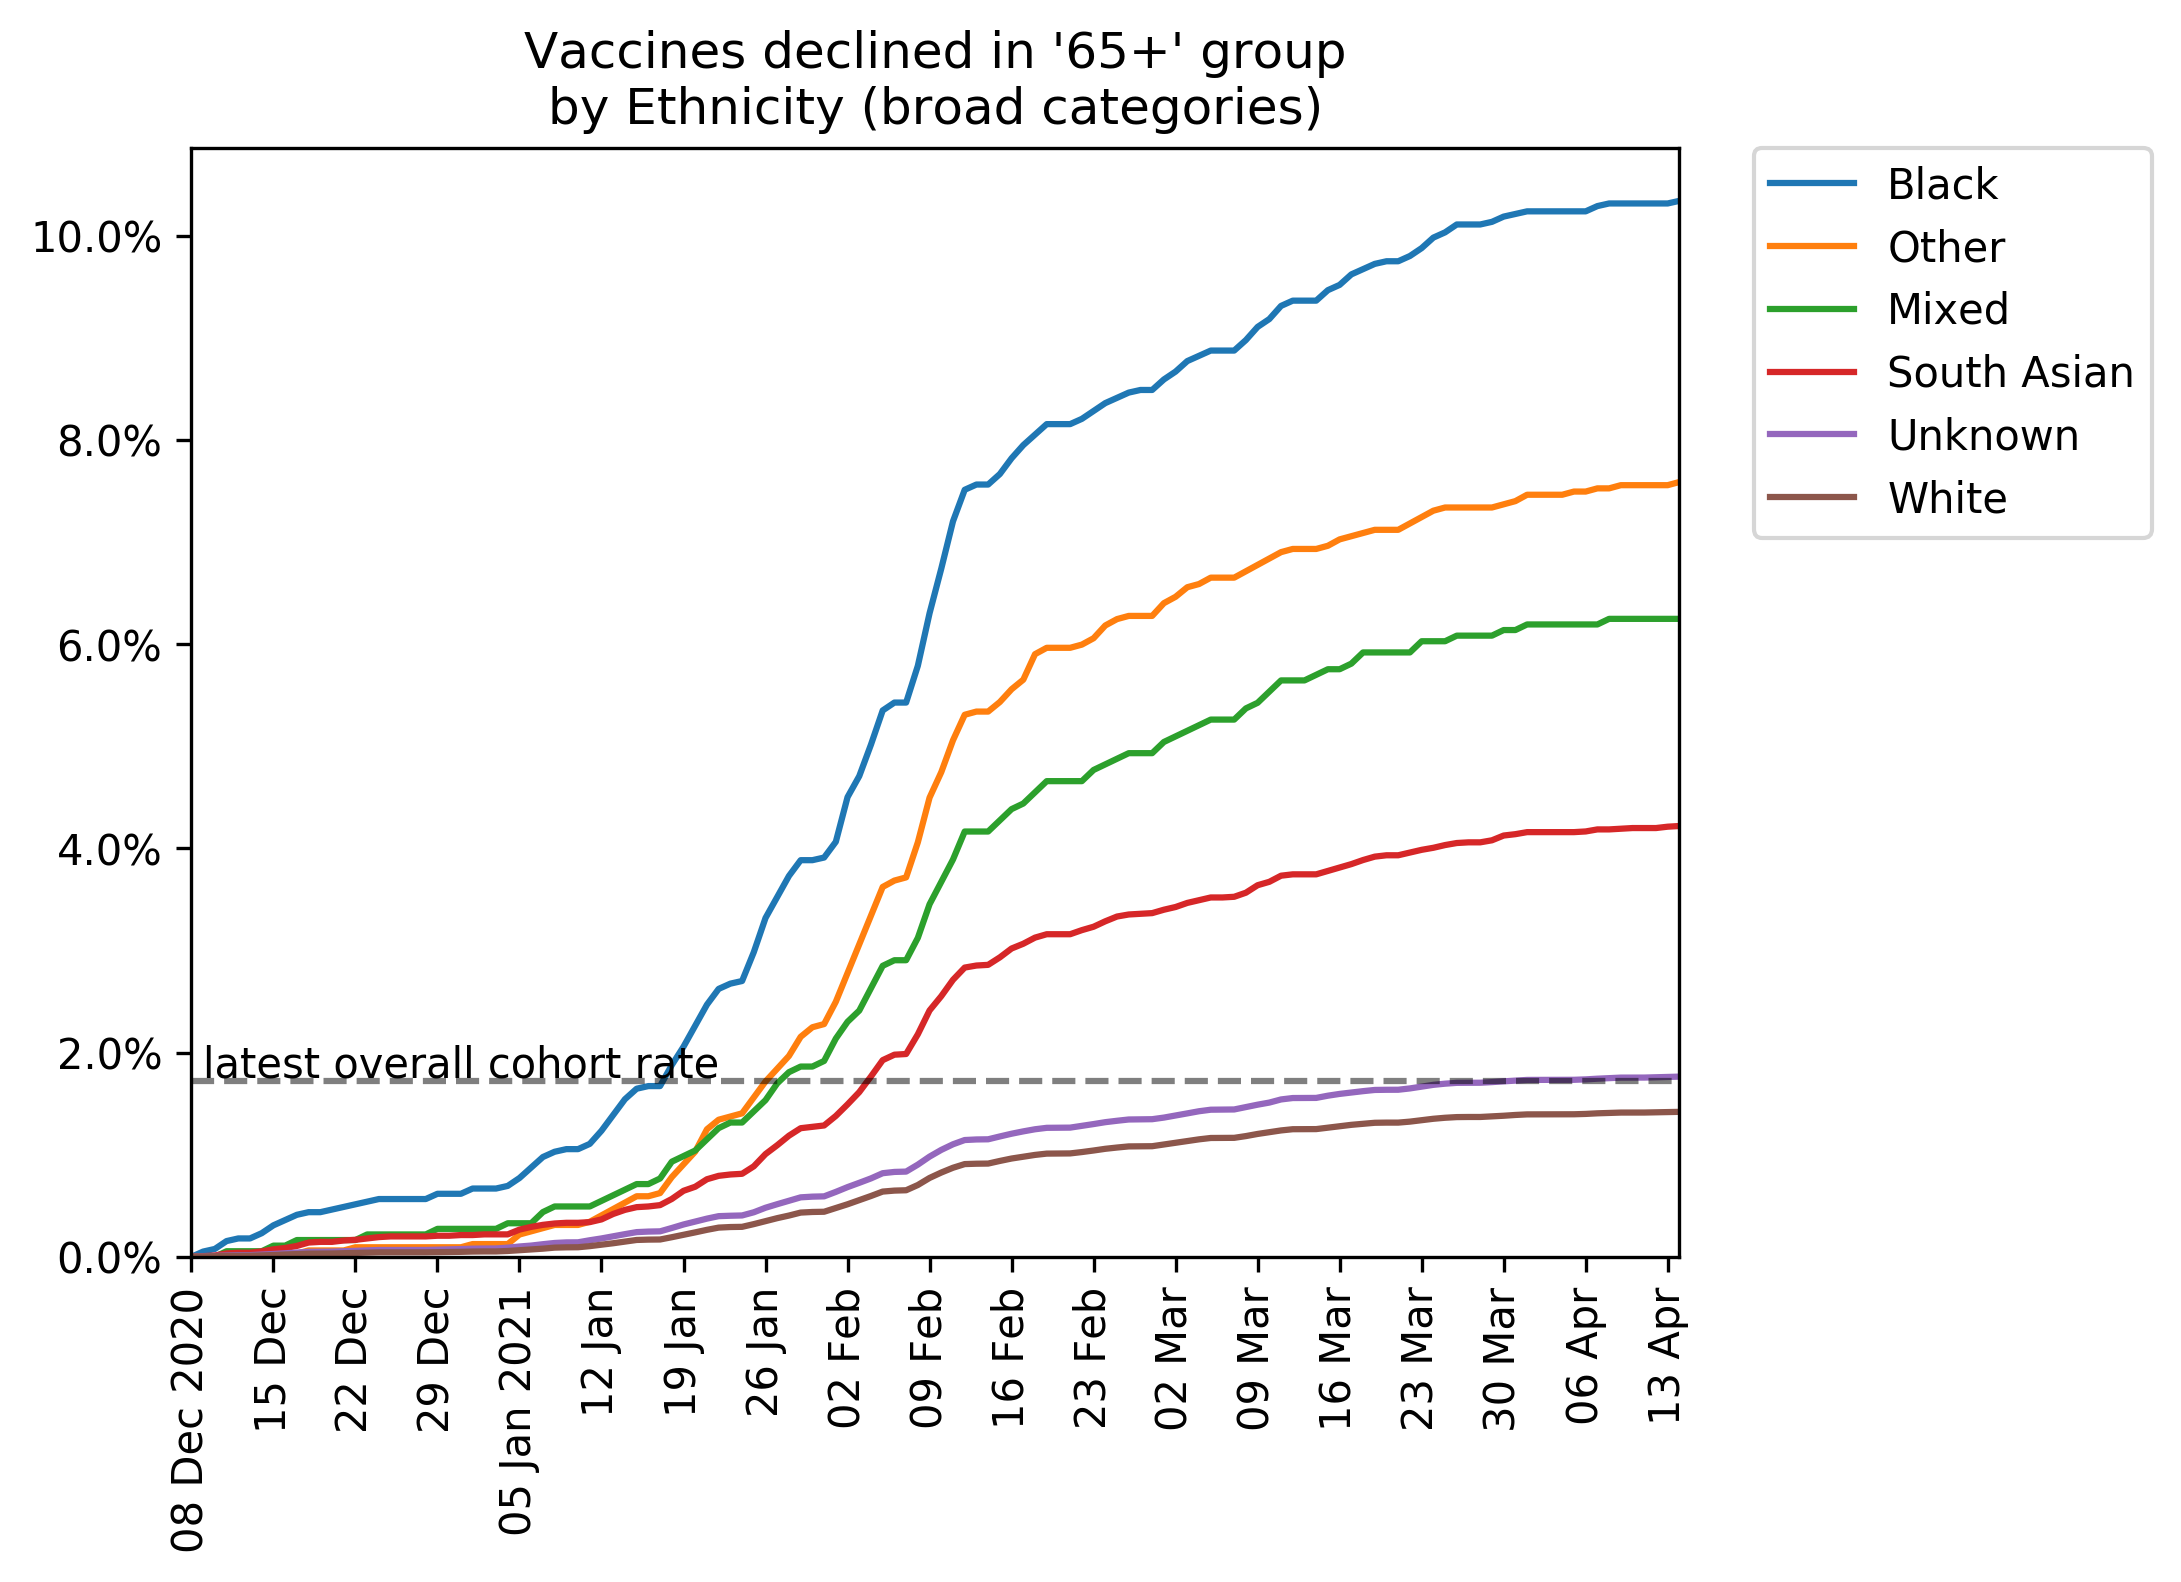 Vaccines declined in '65+' group
by Ethnicity (broad categories)
10.0%
8.0%
6.0%
4.0%
2.0%
0.0%
latest overall cohort rate
08 Dec 2020
15 Dec
22 Dec
29 Dec
05 Jan 2021
12 Jan
19 Jan
26 Jan
02 Feb
09 Feb
16 Feb
23 Feb
02 Mar
09 Mar
16 Mar
23 Mar
30 Mar
06 Apr
13 Apr
Black
Other
Mixed
South Asian
Unknown
White